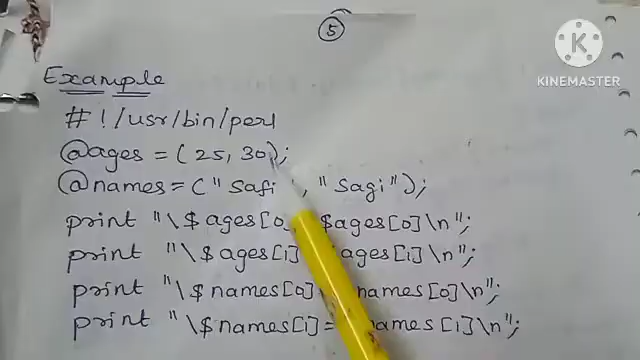 5
KINEMASTER
Example
#!/usr/bin/perl
@ages = (25, 30);
@names = ("Safi , "Sagi");
print "\$ages[0] $ages[0]\n";
print "\$ages[1] ages[1]\n";
print "\$names[0] names[0]\n";
print "\$names[1] = names[1]\n";